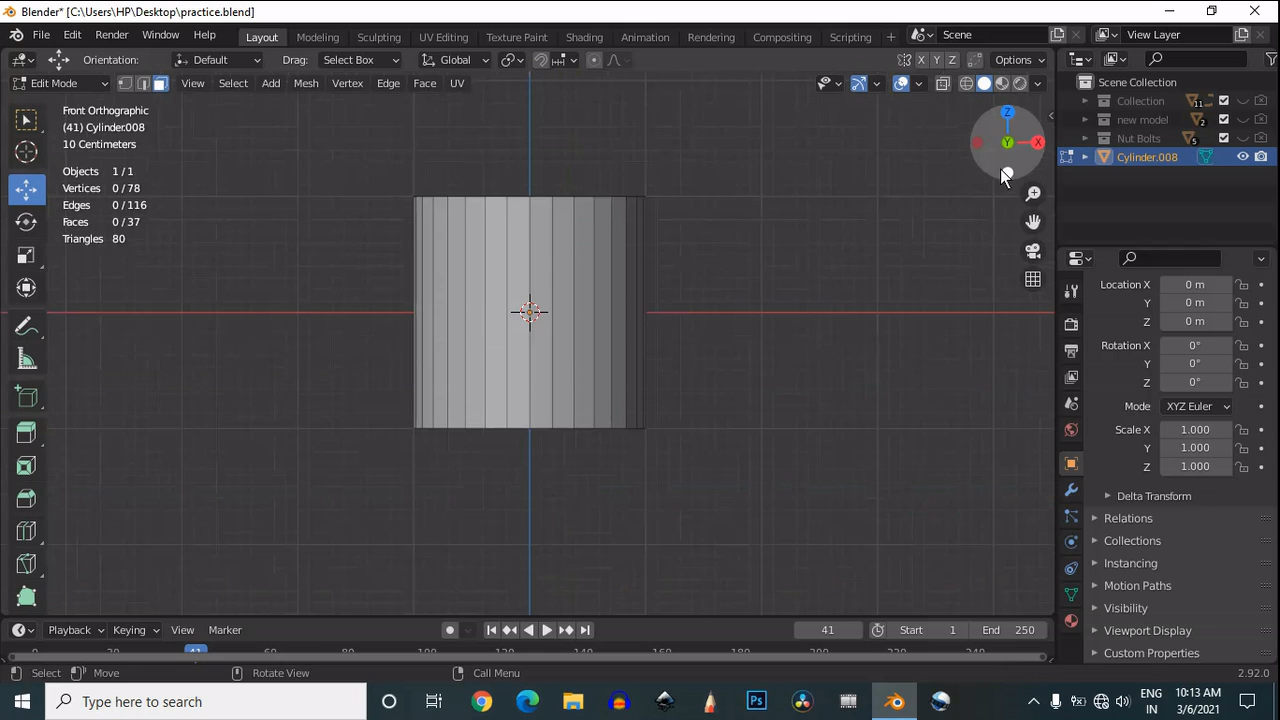 Blender* [C:\Users\HP\Desktop\practice.blend]
File Edit Render Window Help Layout Modeling Sculpting UV Editing Texture Paint Shading Animation Rendering Compositing Scripting + Scene View Layer
Orientation: Default Drag: Select Box Global X Y Z Options
Edit Mode View Select Add Mesh Vertex Edge Face UV
Front Orthographic
(41) Cylinder.008
10 Centimeters
Objects 1/1
Vertices 0/78
Edges 0/116
Faces 0/37
Triangles 80
Z
Y
X
Scene Collection
Collection 11
new model 2
Nut Bolts 5
Cylinder.008
Location X 0 m
Y 0 m
Z 0 m
Rotation X 0°
Y 0°
Z 0°
Mode XYZ Euler
Scale X 1.000
Y 1.000
Z 1.000
Delta Transform
Relations
Collections
Instancing
Motion Paths
Visibility
Viewport Display
Custom Properties
Playback Keying View Marker 41 Start 1 End 250
Select Move Rotate View Call Menu 2.92.0
Type here to search
Ps
ENG
IN
10:13 AM
3/6/2021